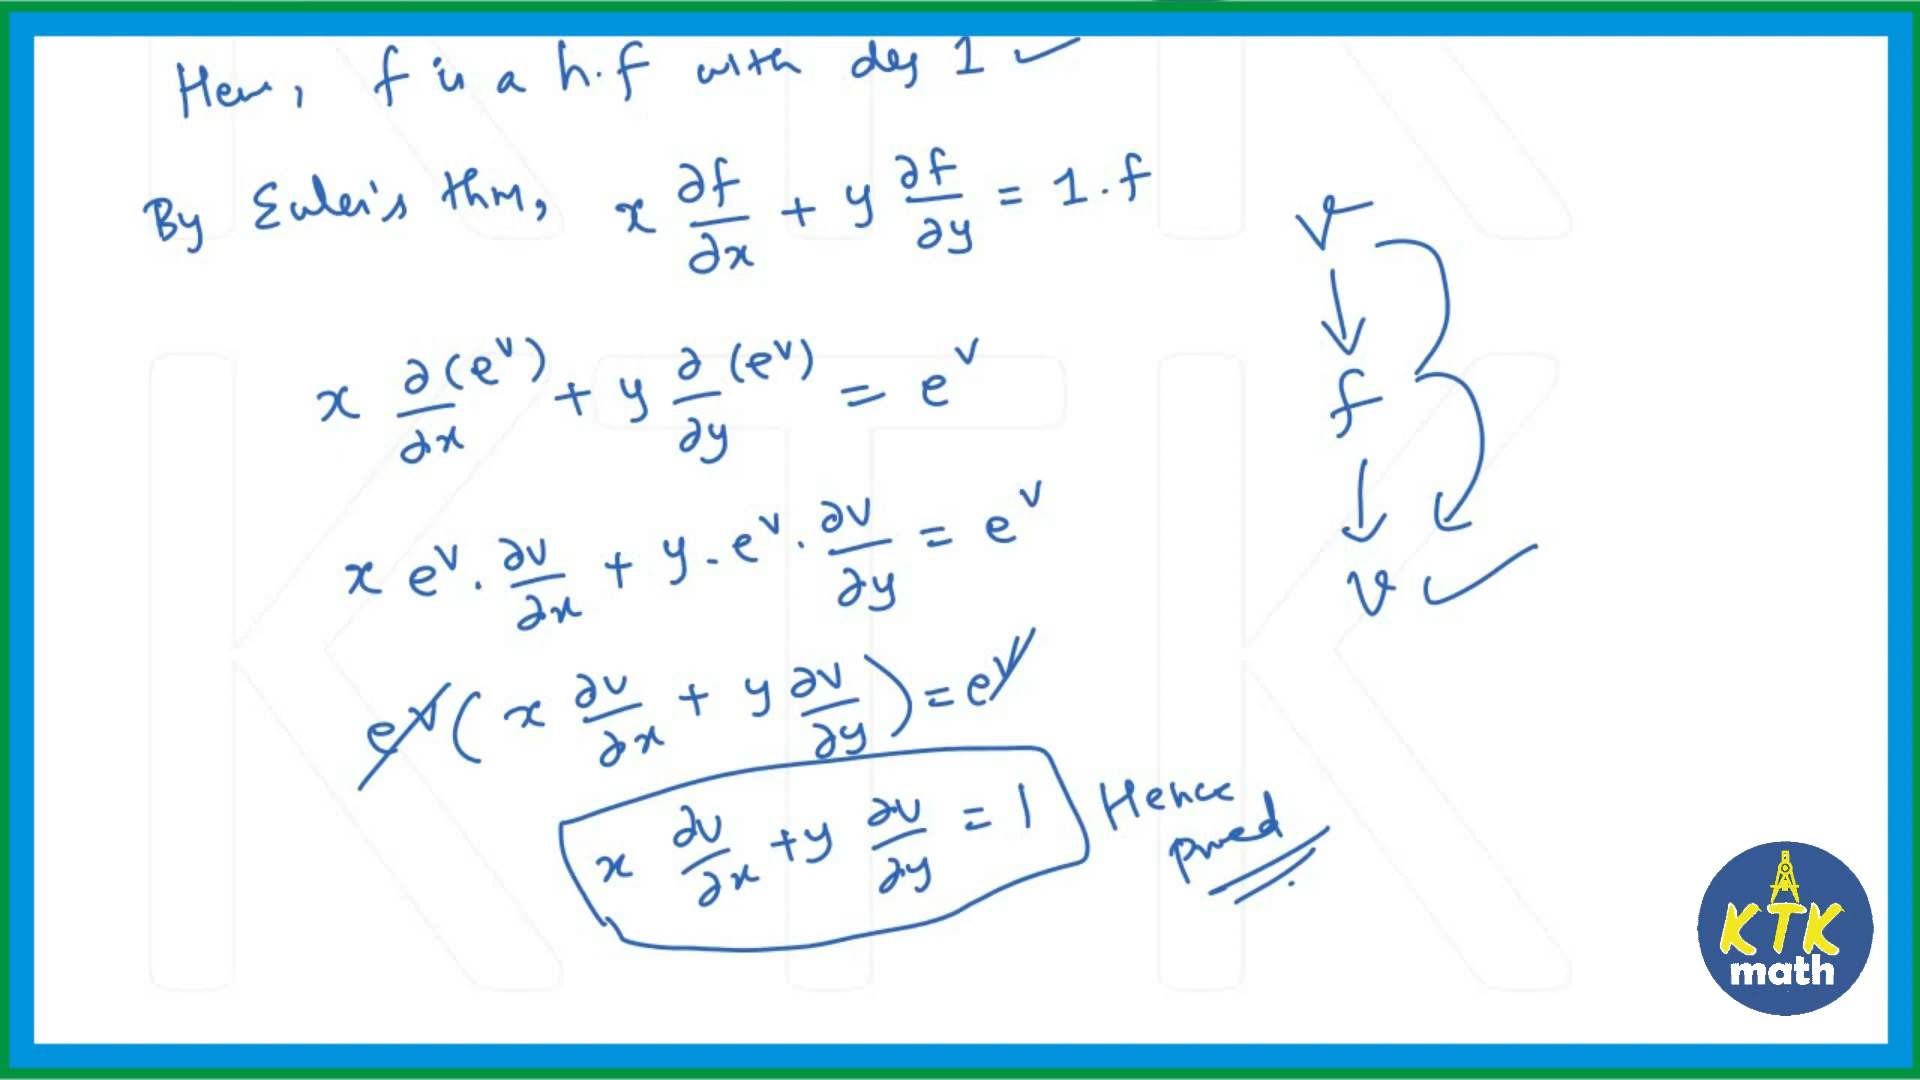 Here, f is a h.f with deg 1 ✓
By Euler's thm, x ∂f/∂x + y ∂f/∂y = 1.f
x ∂(e^v)/∂x + y ∂/∂y (e^v) = e^v
x e^v . ∂v/∂x + y - e^v . ∂v/∂y = e^v
e^v ( x ∂v/∂x + y ∂v/∂y ) = e^v
x ∂v/∂x + y ∂v/∂y = 1 Hence
proved
v
↓
f
↓
v ✓
KTK
math